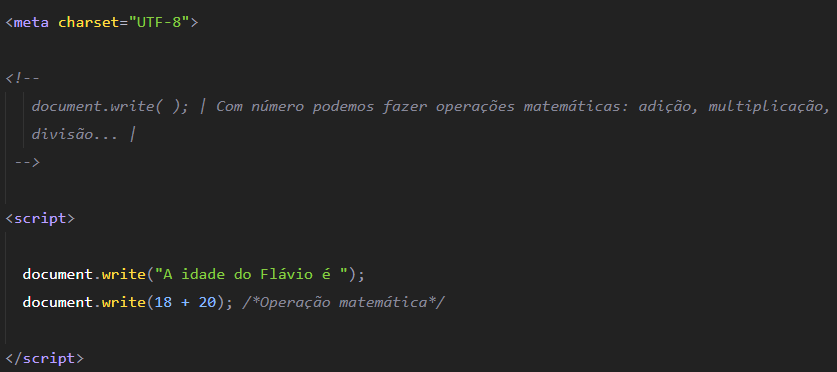 <meta charset="UTF-8">
<!--
document.write( ); | Com número podemos fazer operações matemáticas: adição, multiplicação,
divisão... |
-->
<script>
document.write("A idade do Flávio é ");
document.write(18 + 20); /*Operação matemática*/
</script>